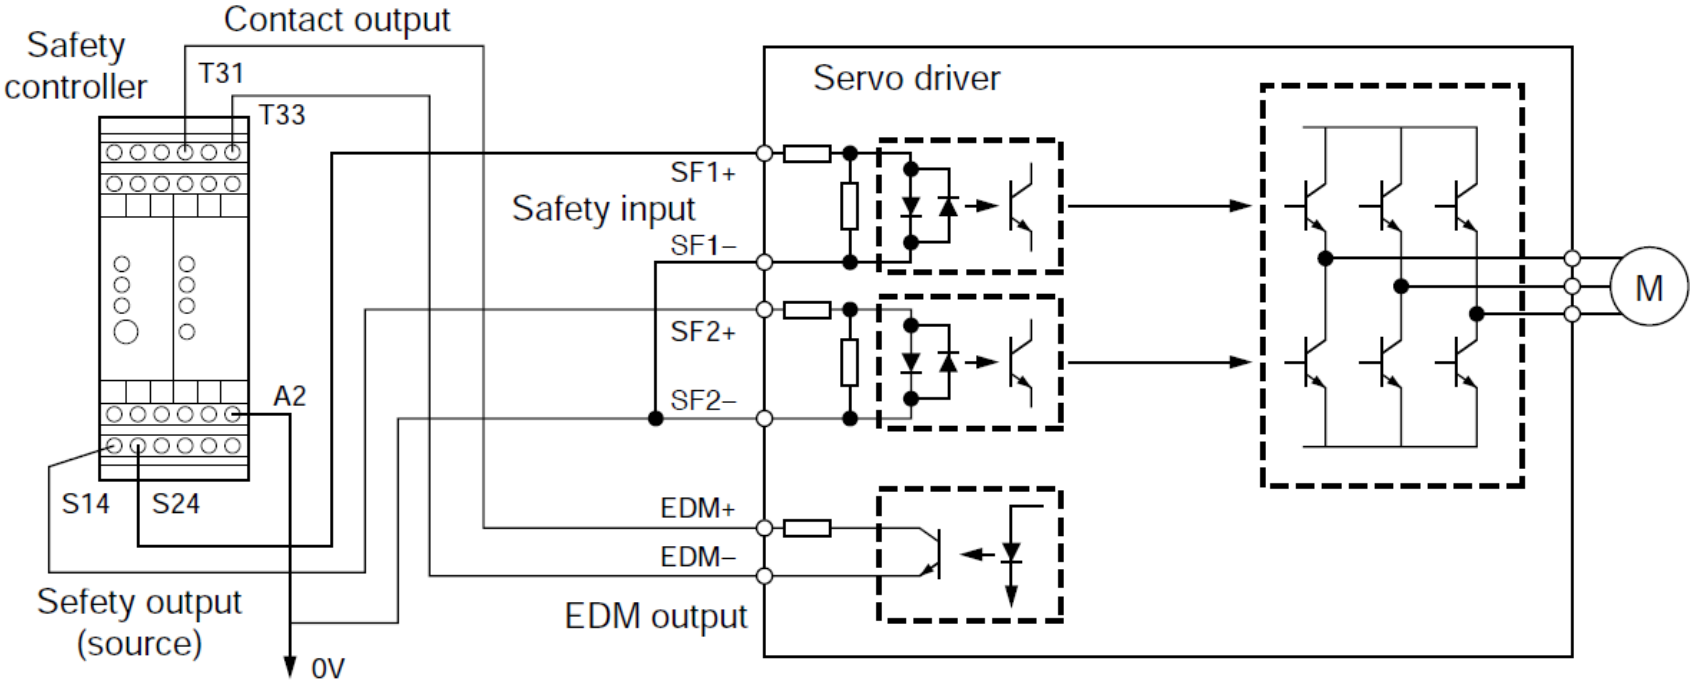 Contact output
Safety
controller
T31
T33
Servo driver
SF1+
Safety input
SF1−
SF2+
SF2−
M
A2
S14
S24
EDM+
EDM−
Sefety output
(source)
EDM output
0V